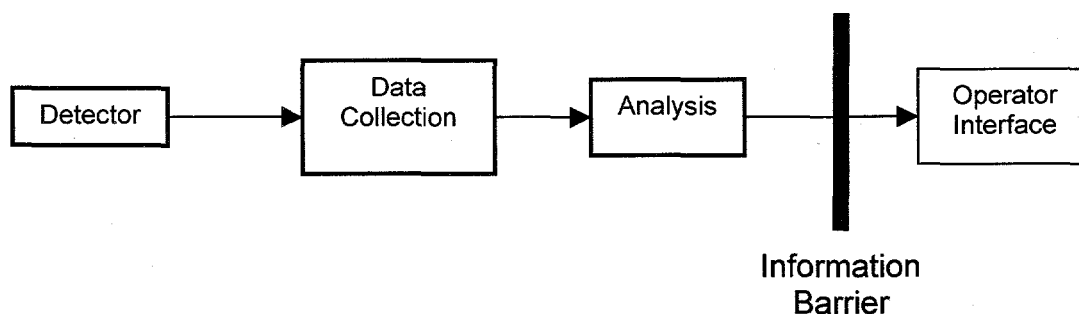 Detector
Data
Collection
Analysis
Operator
Interface
Information
Barrier